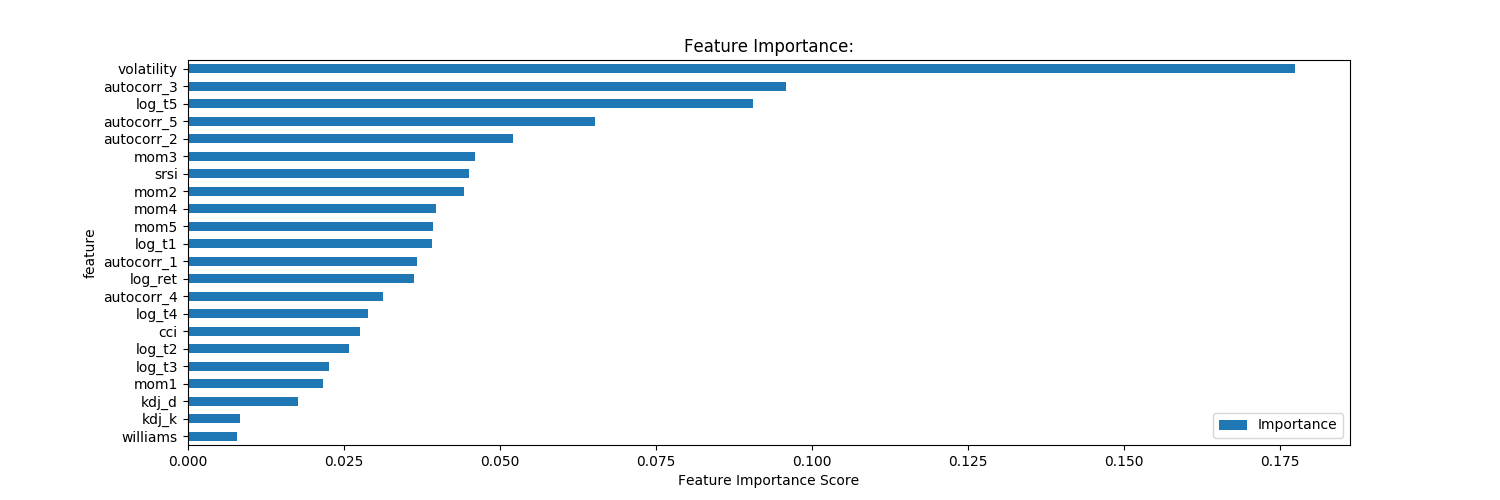 Feature Importance:
volatility
autocorr_3
log_t5
autocorr_5
autocorr_2
mom3
srsi
mom2
mom4
mom5
log_t1
autocorr_1
log_ret
autocorr_4
log_t4
cci
log_t2
log_t3
mom1
kdj_d
kdj_k
williams
feature
Importance
0.000 0.025 0.050 0.075 0.100 0.125 0.150 0.175
Feature Importance Score